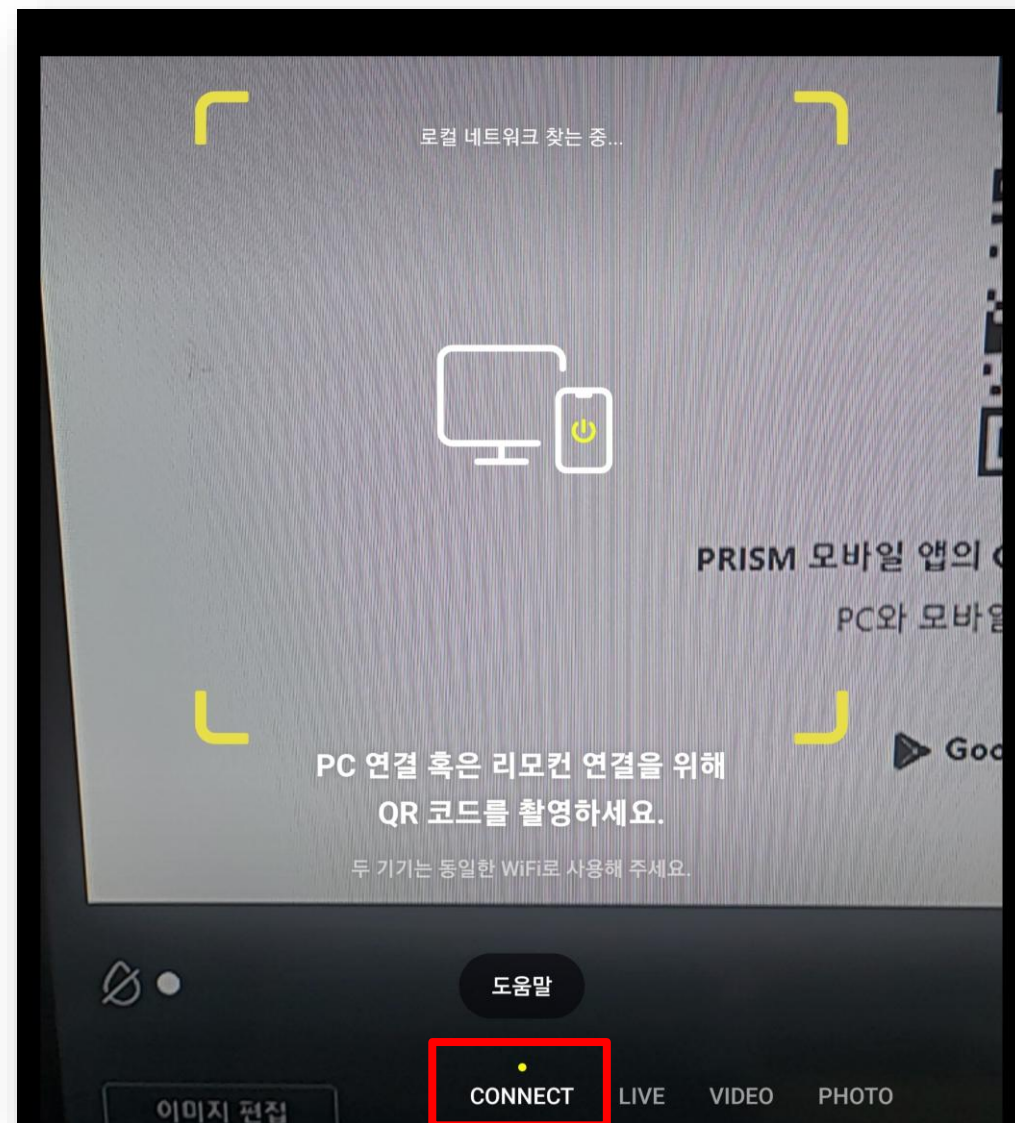 로컬 네트워크 찾는 중...
PRISM 모바일 앱의
PC와 모바일
Goo
PC 연결 혹은 리모컨 연결을 위해
QR 코드를 촬영하세요.
두 기기는 동일한 WiFi로 사용해 주세요.
도움말
CONNECT LIVE VIDEO PHOTO
이미지 편집